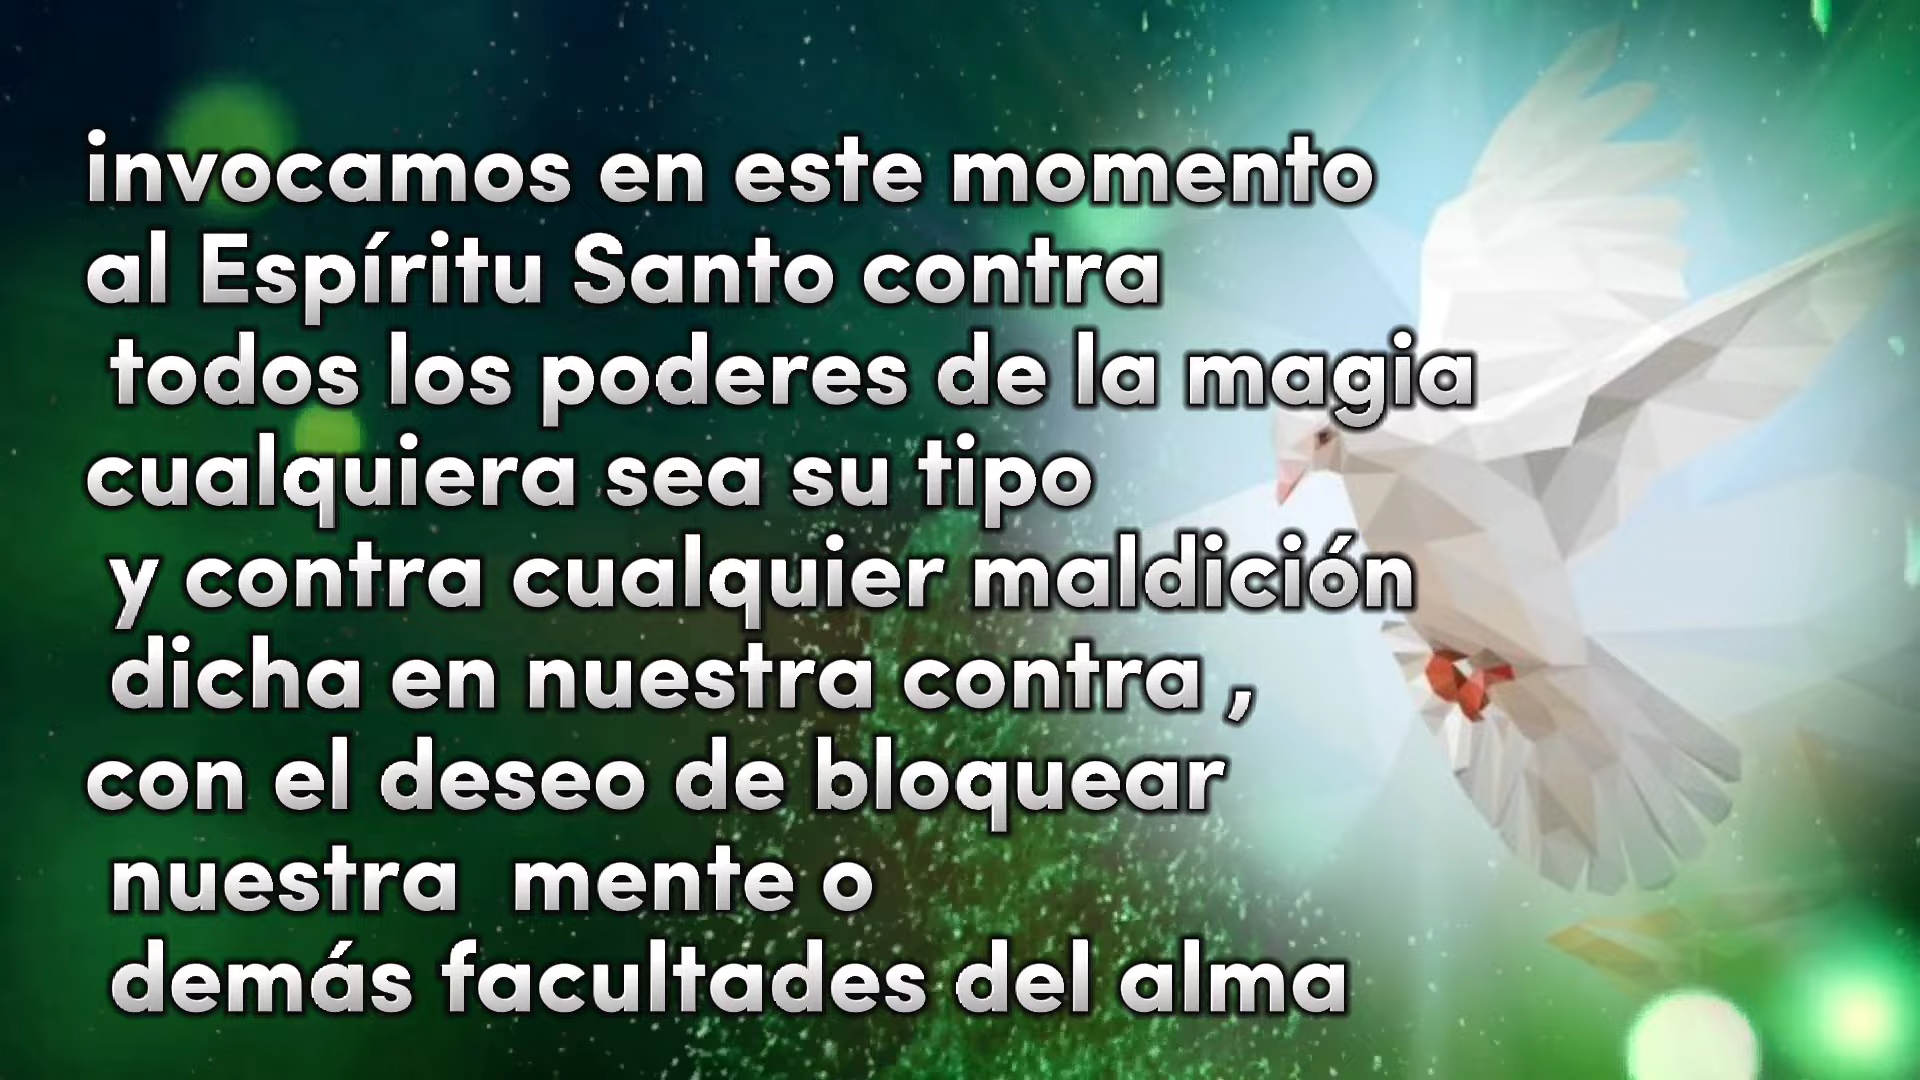 invocamos en este momento
al Espíritu Santo contra
todos los poderes de la magia
cualquiera sea su tipo
y contra cualquier maldición
dicha en nuestra contra ,
con el deseo de bloquear
nuestra  mente o
demás facultades del alma